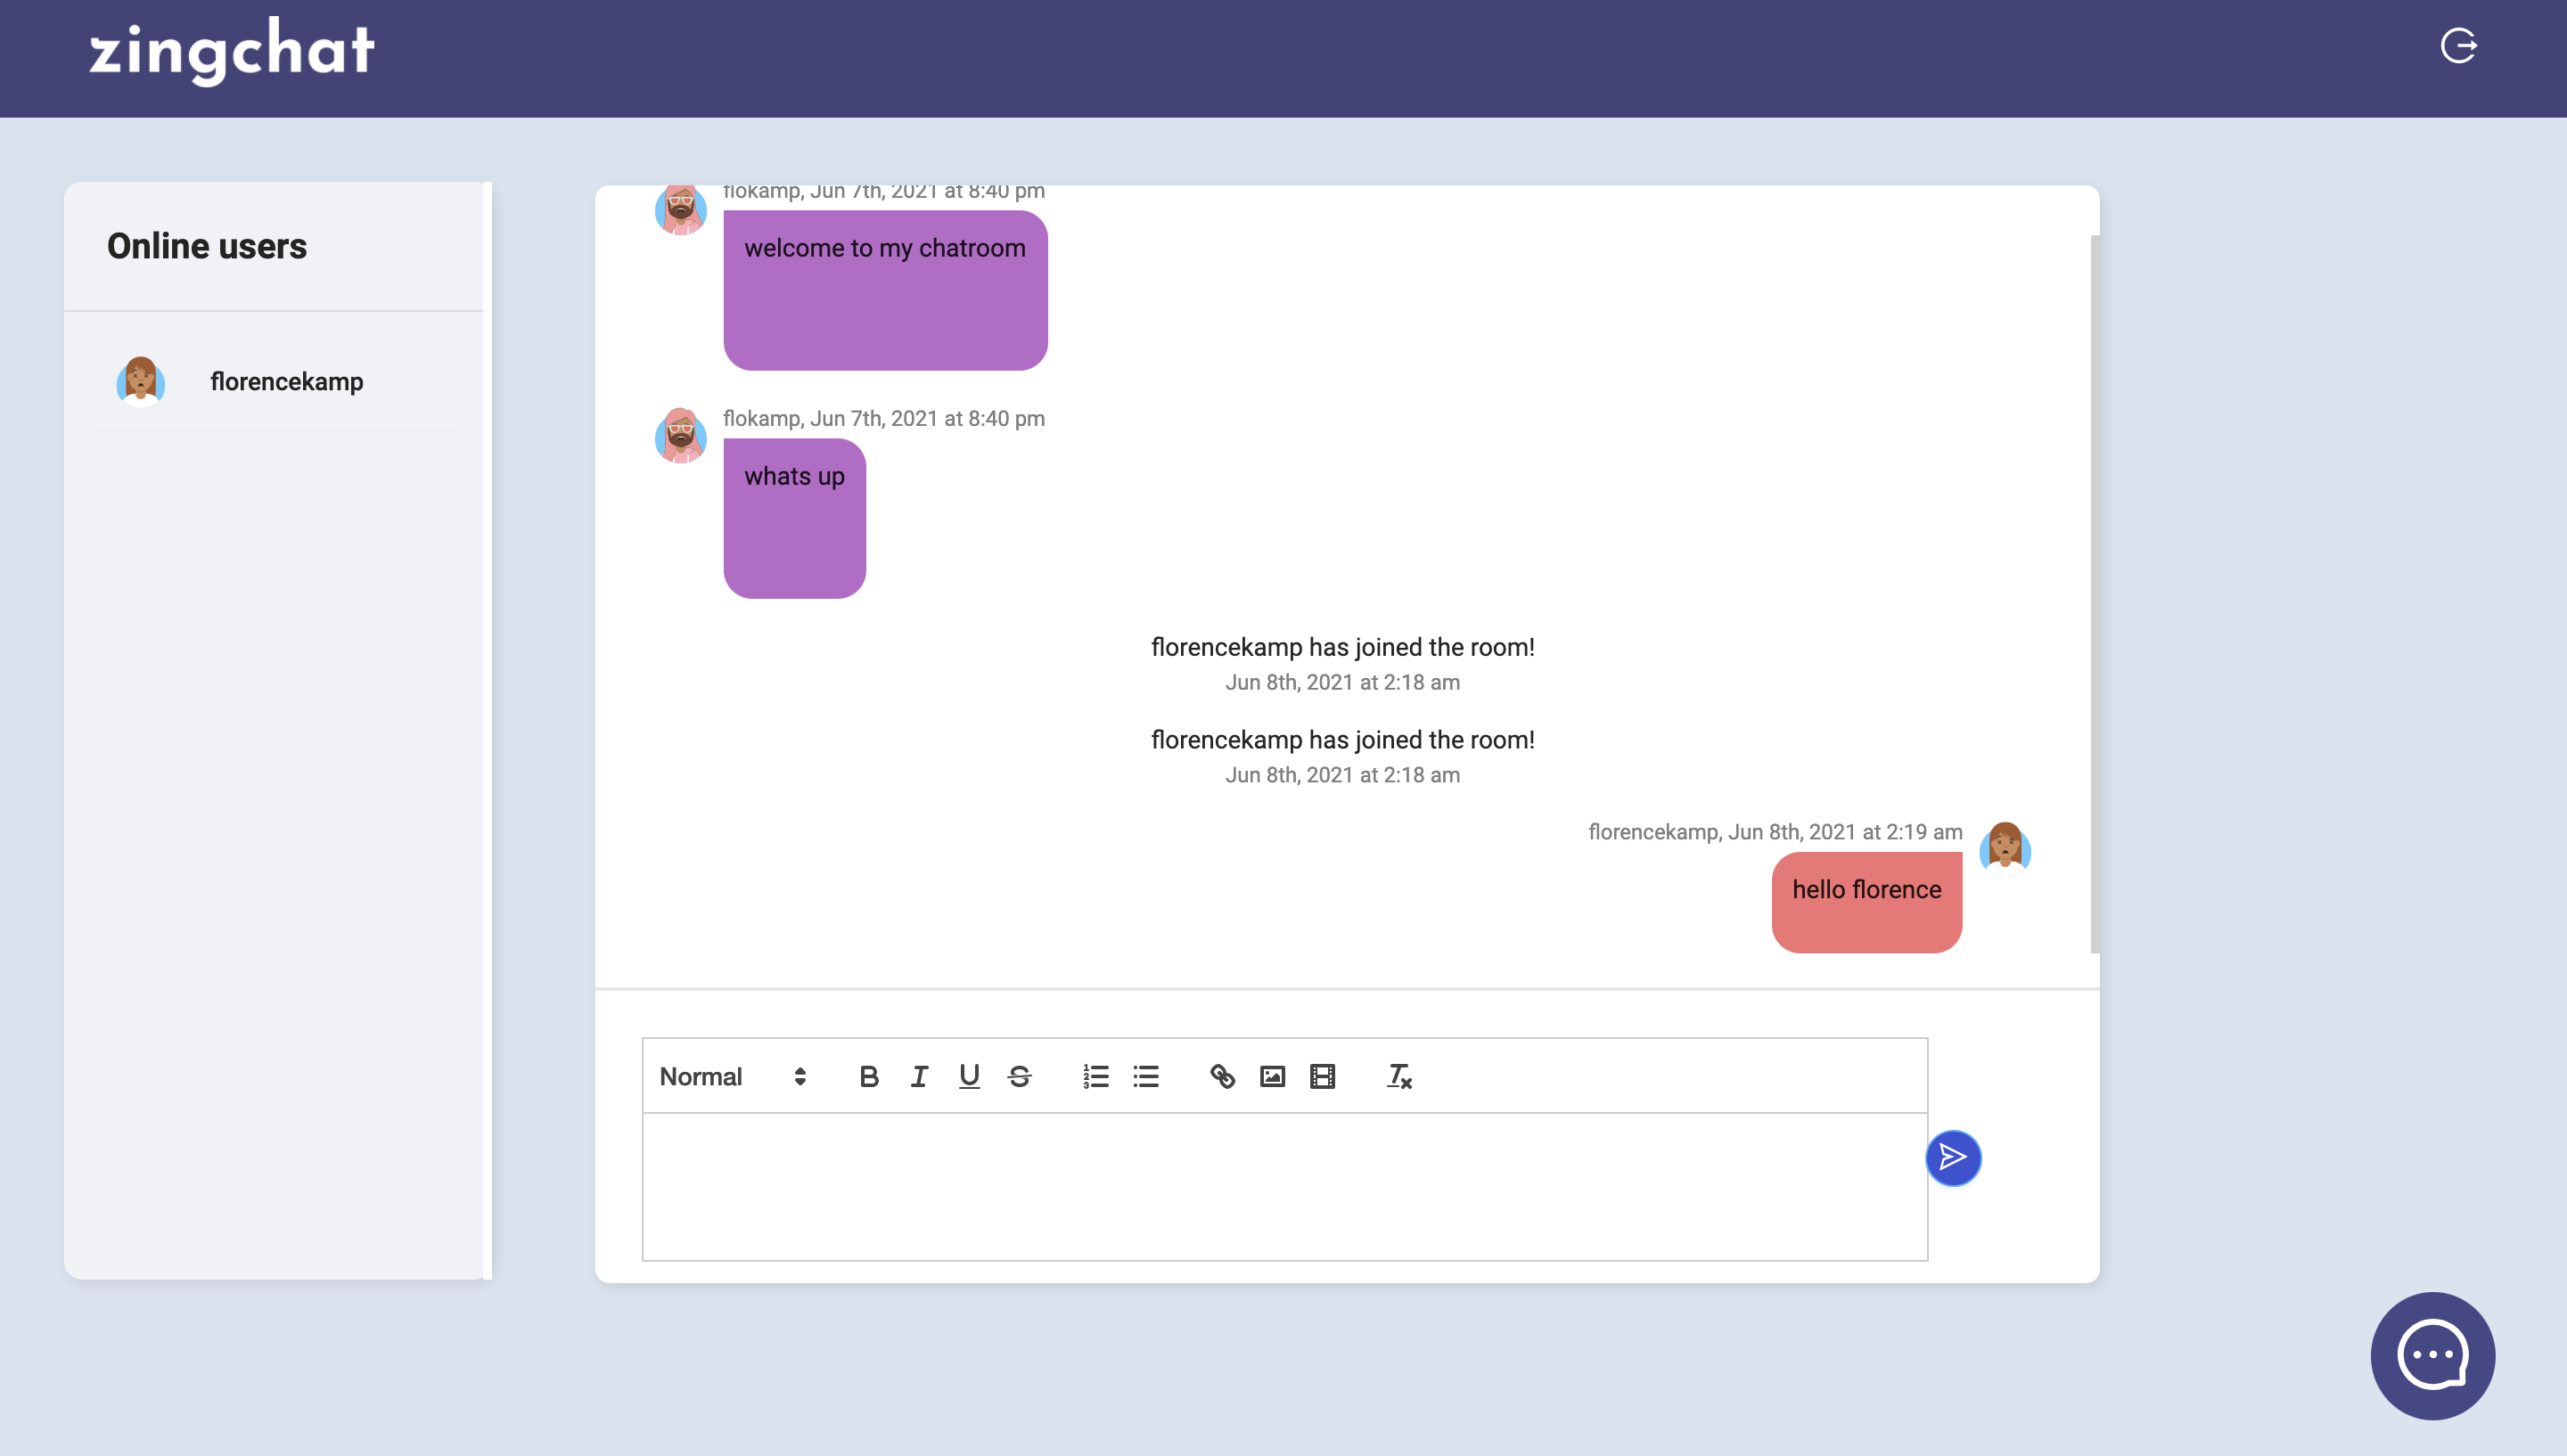 zingchat
Online users
florencekamp
flokamp, Jun 7th, 2021 at 8:40 pm
welcome to my chatroom
flokamp, Jun 7th, 2021 at 8:40 pm
whats up
florencekamp has joined the room!
Jun 8th, 2021 at 2:18 am
florencekamp has joined the room!
Jun 8th, 2021 at 2:18 am
florencekamp, Jun 8th, 2021 at 2:19 am
hello florence
Normal